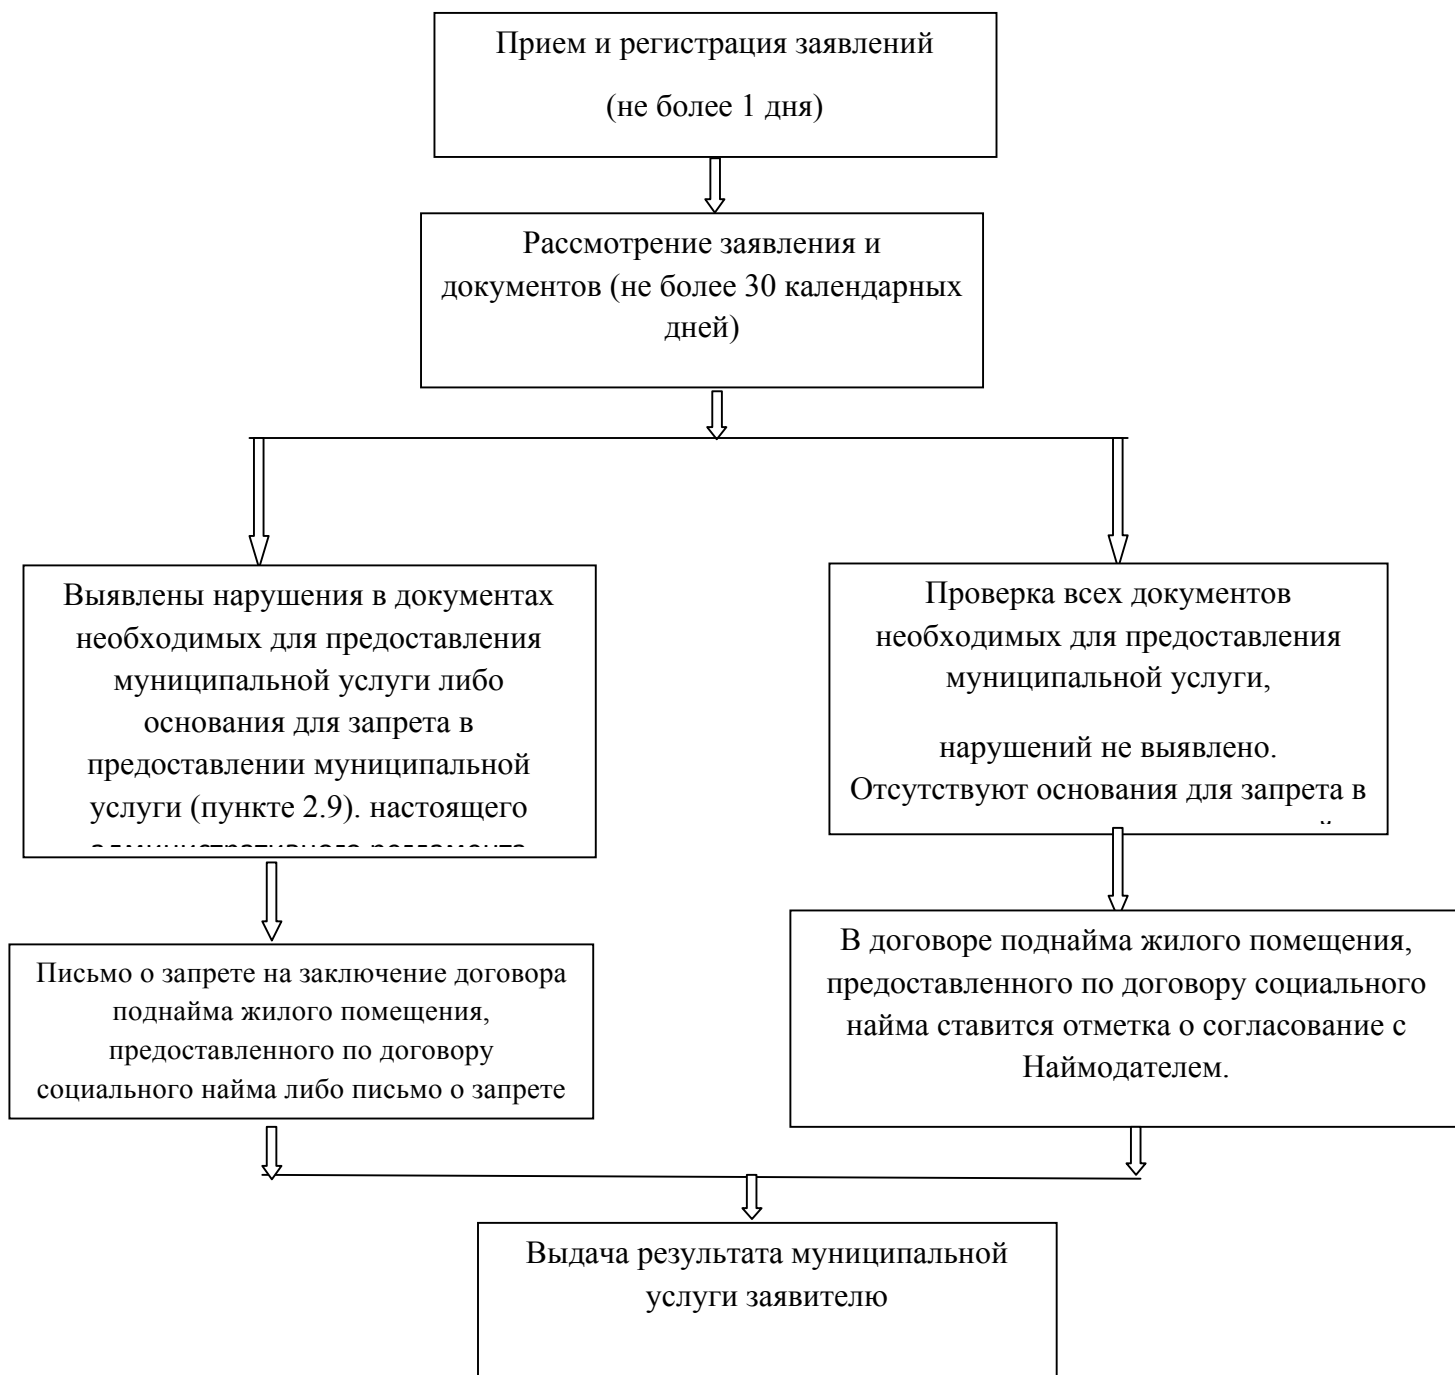 Прием и регистрация заявлений
(не более 1 дня)
Рассмотрение заявления и
документов (не более 30 календарных
дней)
Выявлены нарушения в документах
необходимых для предоставления
муниципальной услуги либо
основания для запрета в
предоставлении муниципальной
услуги (пункте 2.9). настоящего
административного регламента
Проверка всех документов
необходимых для предоставления
муниципальной услуги,
нарушений не выявлено.
Отсутствуют основания для запрета в
Письмо о запрете на заключение договора
поднайма жилого помещения,
предоставленного по договору
социального найма либо письмо о запрете
В договоре поднайма жилого помещения,
предоставленного по договору социального
найма ставится отметка о согласование с
Наймодателем.
Выдача результата муниципальной
услуги заявителю